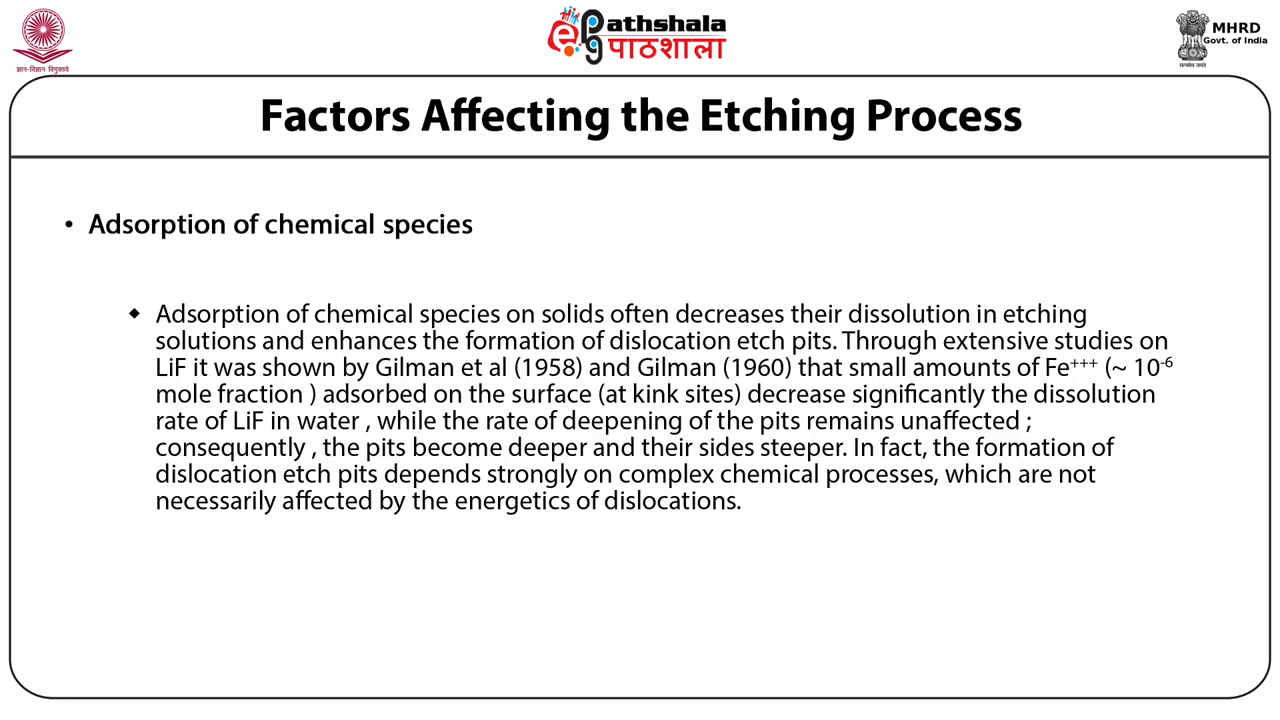 ज्ञान-विज्ञान विमुक्तये
ePG Pathshala
पाठशाला
MHRD
Govt. of India
सत्यमेव जयते
Factors Affecting the Etching Process
• Adsorption of chemical species
◆ Adsorption of chemical species on solids often decreases their dissolution in etching
solutions and enhances the formation of dislocation etch pits. Through extensive studies on
LiF it was shown by Gilman et al (1958) and Gilman (1960) that small amounts of Fe⁺⁺⁺ (~ 10⁻⁶
mole fraction ) adsorbed on the surface (at kink sites) decrease significantly the dissolution
rate of LiF in water , while the rate of deepening of the pits remains unaffected ;
consequently , the pits become deeper and their sides steeper. In fact, the formation of
dislocation etch pits depends strongly on complex chemical processes, which are not
necessarily affected by the energetics of dislocations.